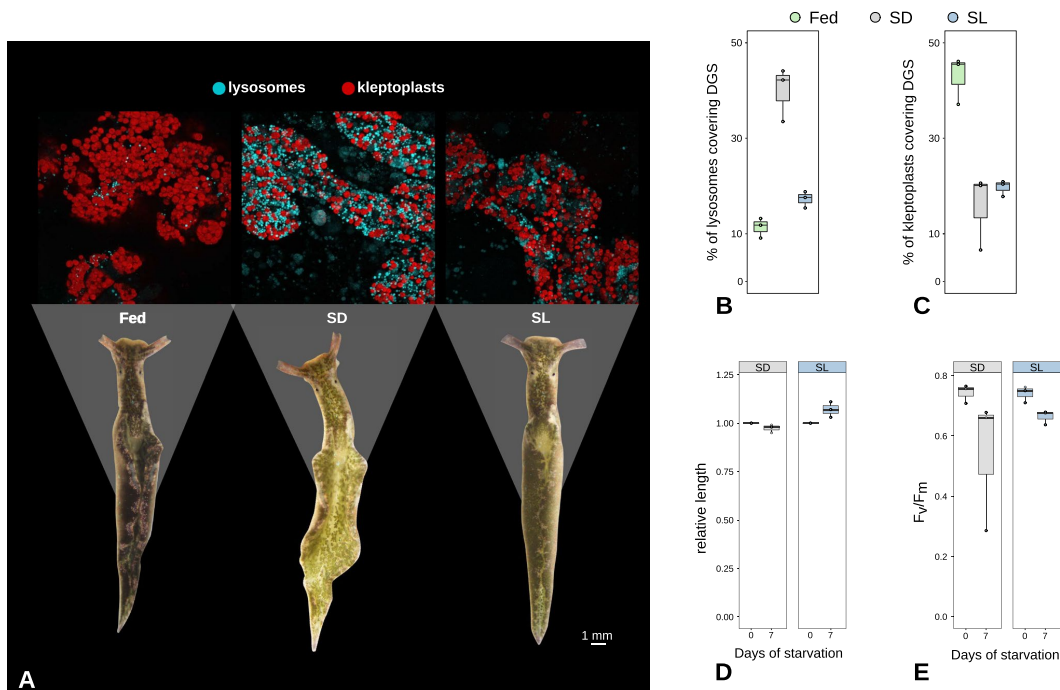 lysosomes
kleptoplasts
Fed
SD
SL
1 mm
A
Fed
SD
SL
% of lysosomes covering DGS
50
30
10
0
B
% of kleptoplasts covering DGS
50
30
10
0
C
relative length
1.25
1.00
0.75
0.50
0.25
0.00
SD
SL
0
7
0
7
Days of starvation
D
Fv/Fm
0.8
0.6
0.4
0.2
0.0
SD
SL
0
7
0
7
Days of starvation
E